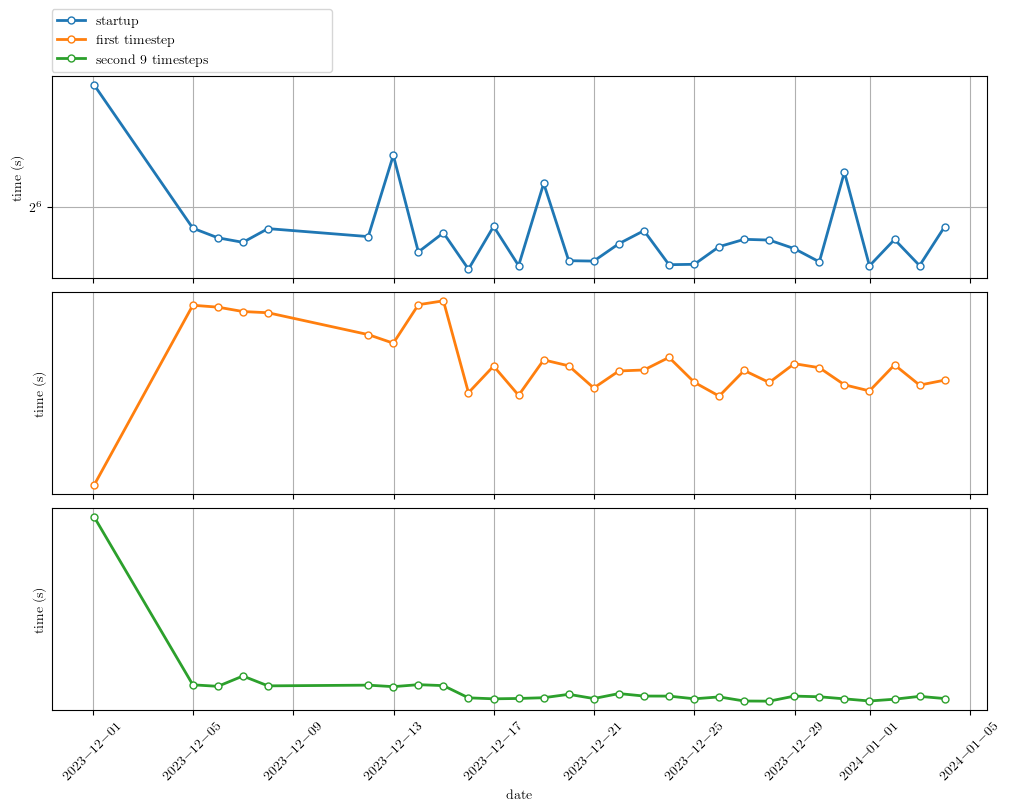 startup
first timestep
second 9 timesteps
time (s)
2^6
time (s)
time (s)
2023−12−01
2023−12−05
2023−12−09
2023−12−13
2023−12−17
2023−12−21
2023−12−25
2023−12−29
2024−01−01
2024−01−05
date